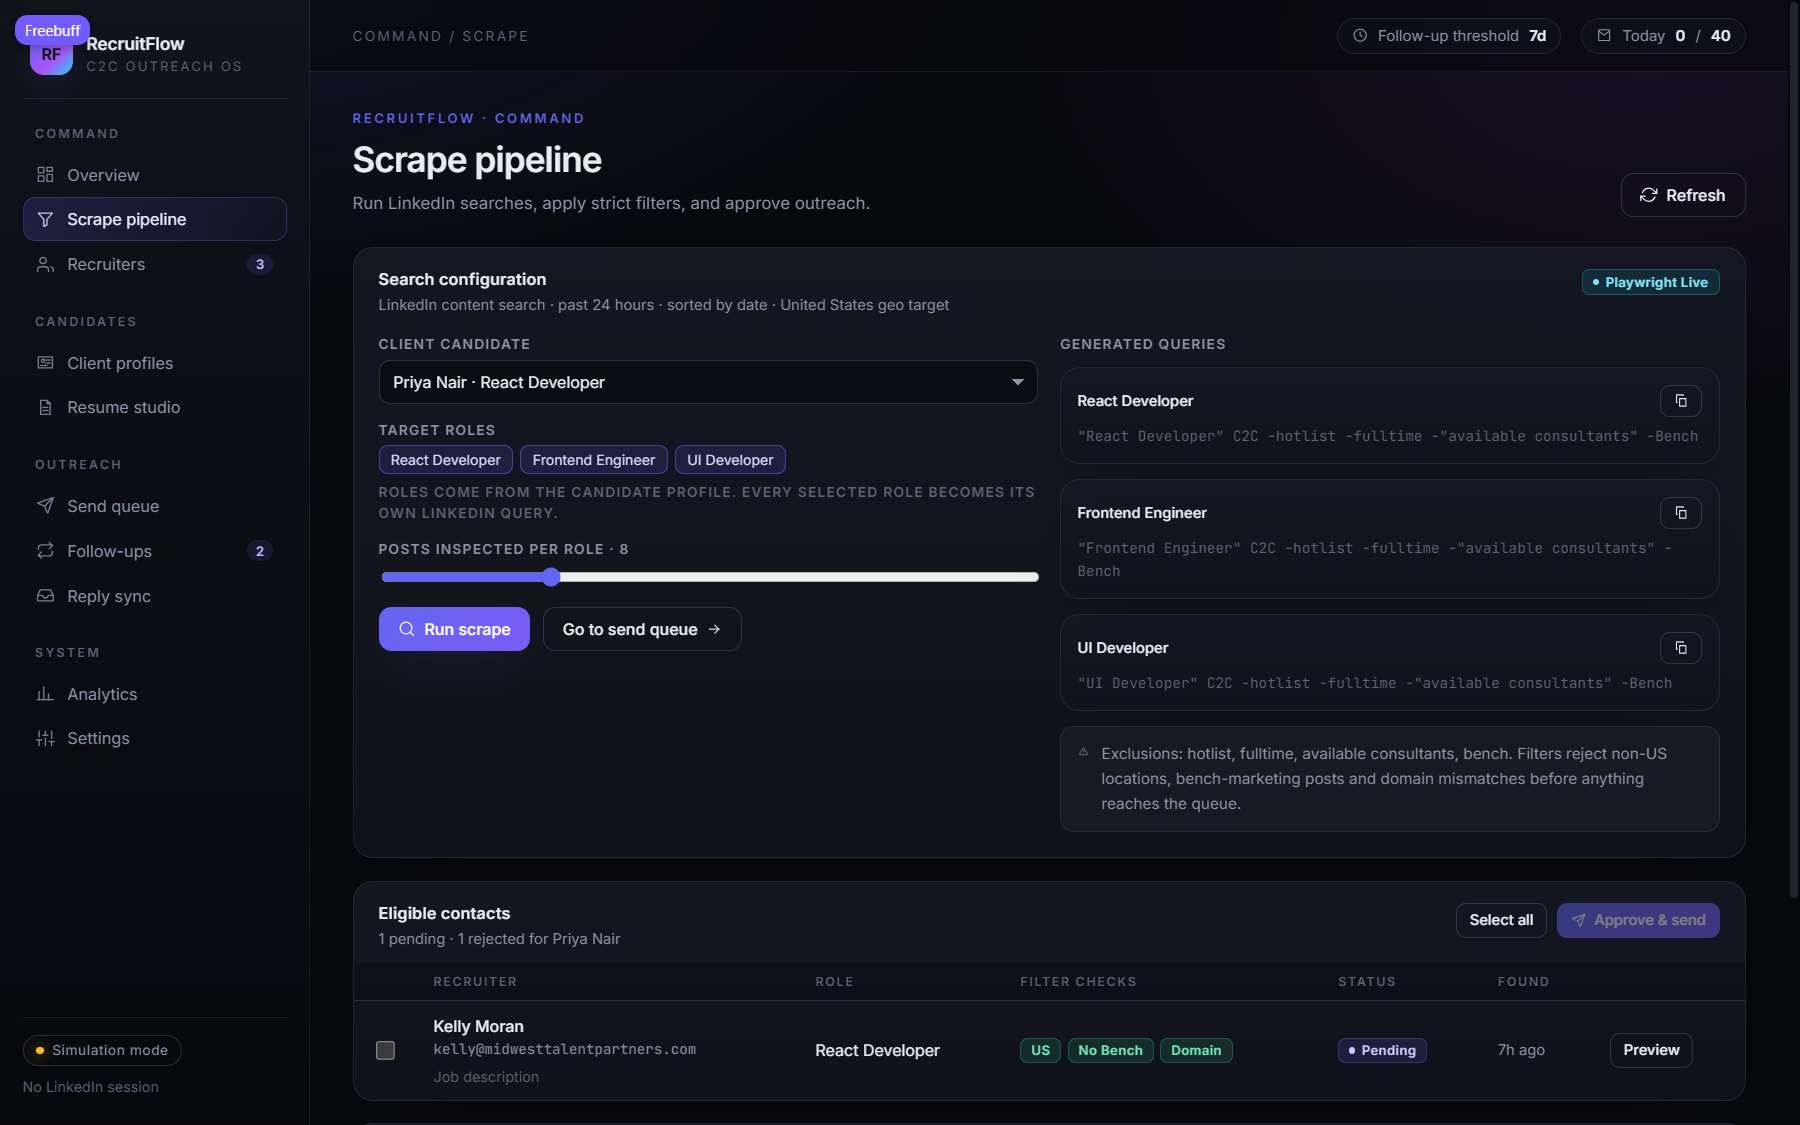 Freebuff
RF
RecruitFlow
C2C OUTREACH OS
COMMAND
Overview
Scrape pipeline
Recruiters 3
CANDIDATES
Client profiles
Resume studio
OUTREACH
Send queue
Follow-ups 2
Reply sync
SYSTEM
Analytics
Settings
Simulation mode
No LinkedIn session
COMMAND / SCRAPE
Follow-up threshold 7d
Today 0 / 40
RECRUITFLOW · COMMAND
Scrape pipeline
Run LinkedIn searches, apply strict filters, and approve outreach.
Refresh
Search configuration
LinkedIn content search · past 24 hours · sorted by date · United States geo target
Playwright Live
CLIENT CANDIDATE
Priya Nair · React Developer
TARGET ROLES
React Developer Frontend Engineer UI Developer
ROLES COME FROM THE CANDIDATE PROFILE. EVERY SELECTED ROLE BECOMES ITS
OWN LINKEDIN QUERY.
POSTS INSPECTED PER ROLE · 8
Run scrape
Go to send queue →
GENERATED QUERIES
React Developer
"React Developer" C2C -hotlist -fulltime -"available consultants" -Bench
Frontend Engineer
"Frontend Engineer" C2C -hotlist -fulltime -"available consultants" -
Bench
UI Developer
"UI Developer" C2C -hotlist -fulltime -"available consultants" -Bench
Exclusions: hotlist, fulltime, available consultants, bench. Filters reject non-US
locations, bench-marketing posts and domain mismatches before anything
reaches the queue.
Eligible contacts
1 pending · 1 rejected for Priya Nair
Select all
Approve & send
RECRUITER ROLE FILTER CHECKS STATUS FOUND
Kelly Moran
kelly@midwesttalentpartners.com
Job description
React Developer
US No Bench Domain
Pending
7h ago
Preview